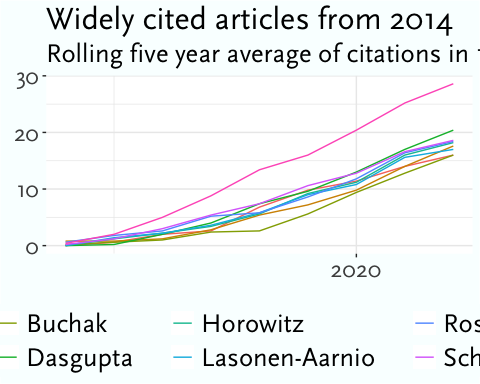 Widely cited articles from 2014
Rolling five year average of citations in
30
20
10
0
2020
Buchak Horowitz
Dasgupta Lasonen-Aarnio